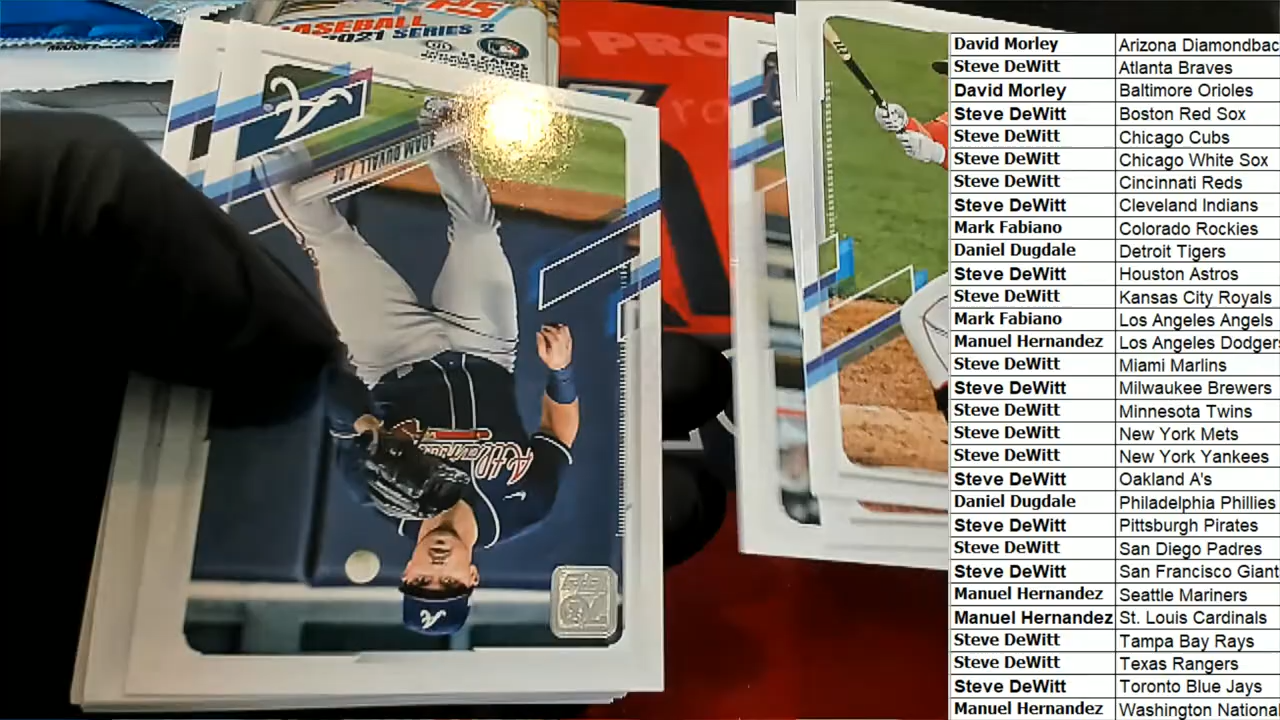 BASEBALL
2021 SERIES 2
-PRO
ADAM DUVALL / OF
Atlanta
David Morley Arizona Diamondbac
Steve DeWitt Atlanta Braves
David Morley Baltimore Orioles
Steve DeWitt Boston Red Sox
Steve DeWitt Chicago Cubs
Steve DeWitt Chicago White Sox
Steve DeWitt Cincinnati Reds
Steve DeWitt Cleveland Indians
Mark Fabiano Colorado Rockies
Daniel Dugdale Detroit Tigers
Steve DeWitt Houston Astros
Steve DeWitt Kansas City Royals
Mark Fabiano Los Angeles Angels
Manuel Hernandez Los Angeles Dodgers
Steve DeWitt Miami Marlins
Steve DeWitt Milwaukee Brewers
Steve DeWitt Minnesota Twins
Steve DeWitt New York Mets
Steve DeWitt New York Yankees
Steve DeWitt Oakland A's
Daniel Dugdale Philadelphia Phillies
Steve DeWitt Pittsburgh Pirates
Steve DeWitt San Diego Padres
Steve DeWitt San Francisco Giant
Manuel Hernandez Seattle Mariners
Manuel Hernandez St. Louis Cardinals
Steve DeWitt Tampa Bay Rays
Steve DeWitt Texas Rangers
Steve DeWitt Toronto Blue Jays
Manuel Hernandez Washington Nationa